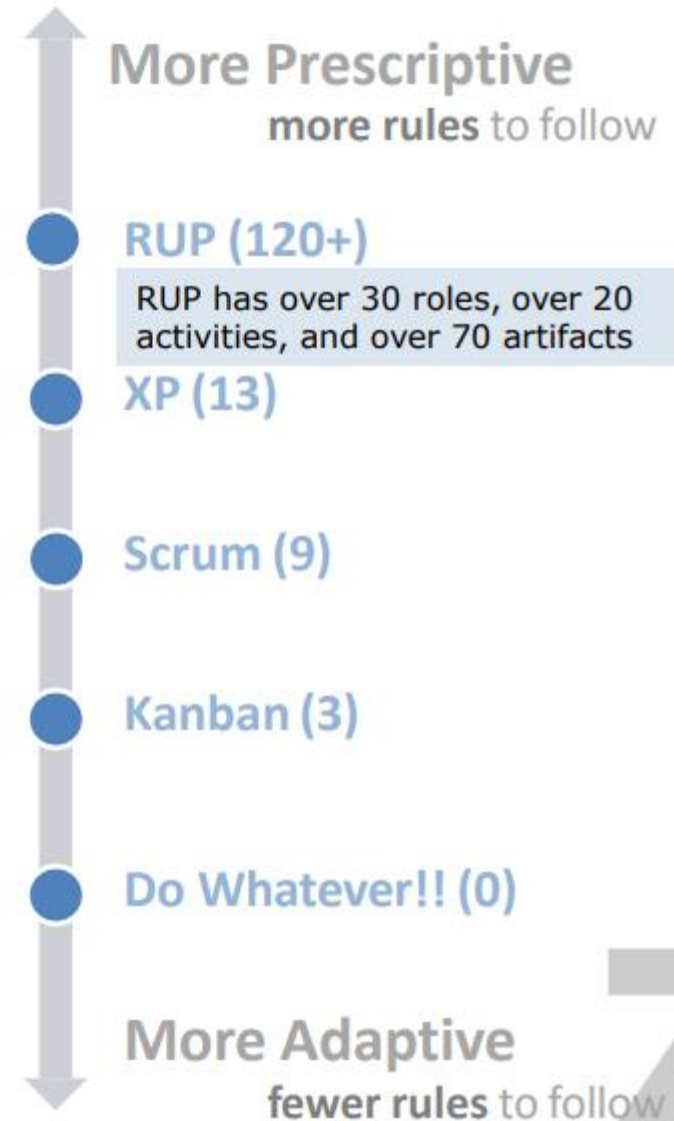 More Prescriptive
more rules to follow
RUP (120+)
RUP has over 30 roles, over 20
activities, and over 70 artifacts
XP (13)
Scrum (9)
Kanban (3)
Do Whatever!! (0)
More Adaptive
fewer rules to follow